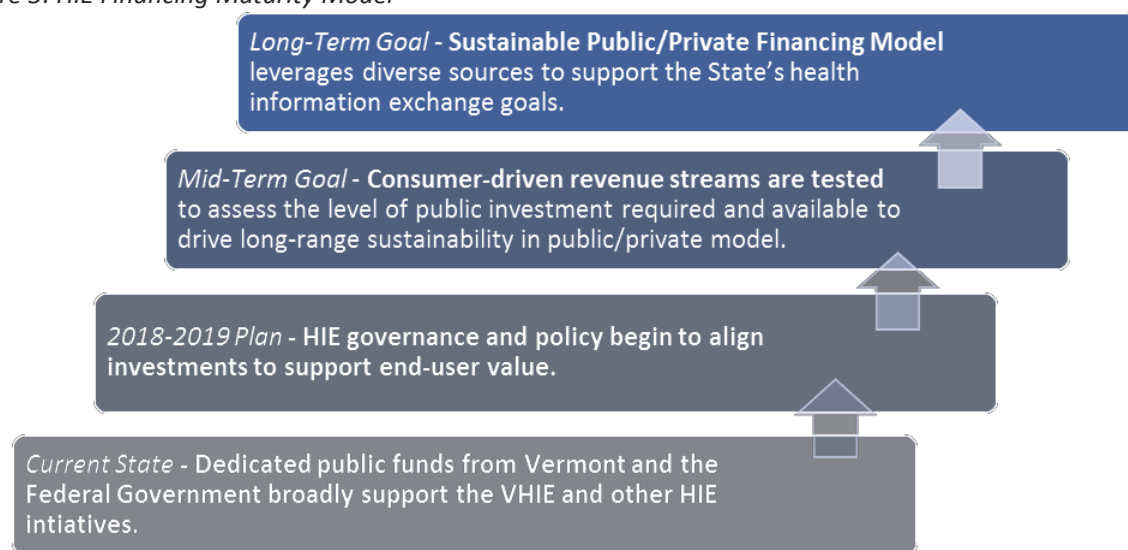 HIE Financing Maturity Model
Long-Term Goal - Sustainable Public/Private Financing Model
leverages diverse sources to support the State's health
information exchange goals.
Mid-Term Goal - Consumer-driven revenue streams are tested
to assess the level of public investment required and available to
drive long-range sustainability in public/private model.
2018-2019 Plan - HIE governance and policy begin to align
investments to support end-user value.
Current State - Dedicated public funds from Vermont and the
Federal Government broadly support the VHIE and other HIE
intiatives.